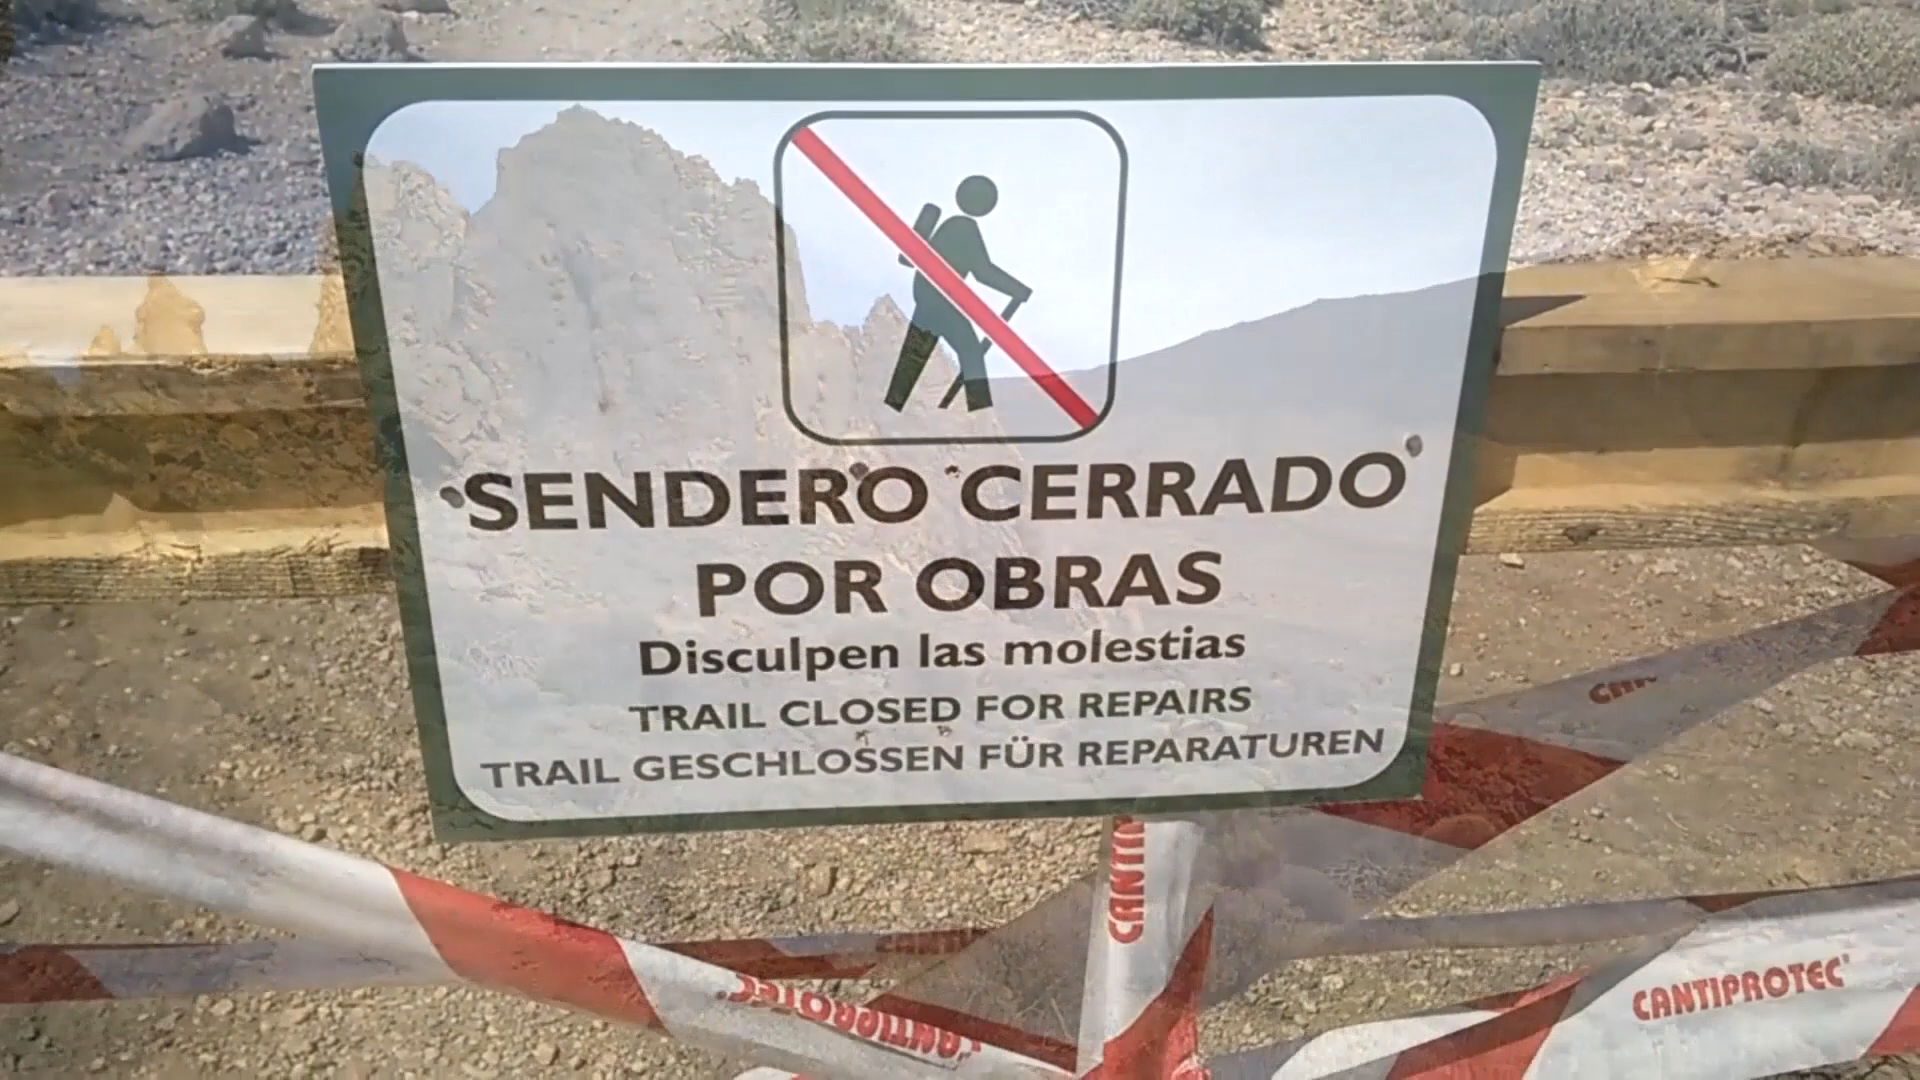 SENDERO CERRADO
POR OBRAS
Disculpen las molestias
TRAIL CLOSED FOR REPAIRS
TRAIL GESCHLOSSEN FÜR REPARATUREN
CANTIPROTEC
CANTIPROTEC